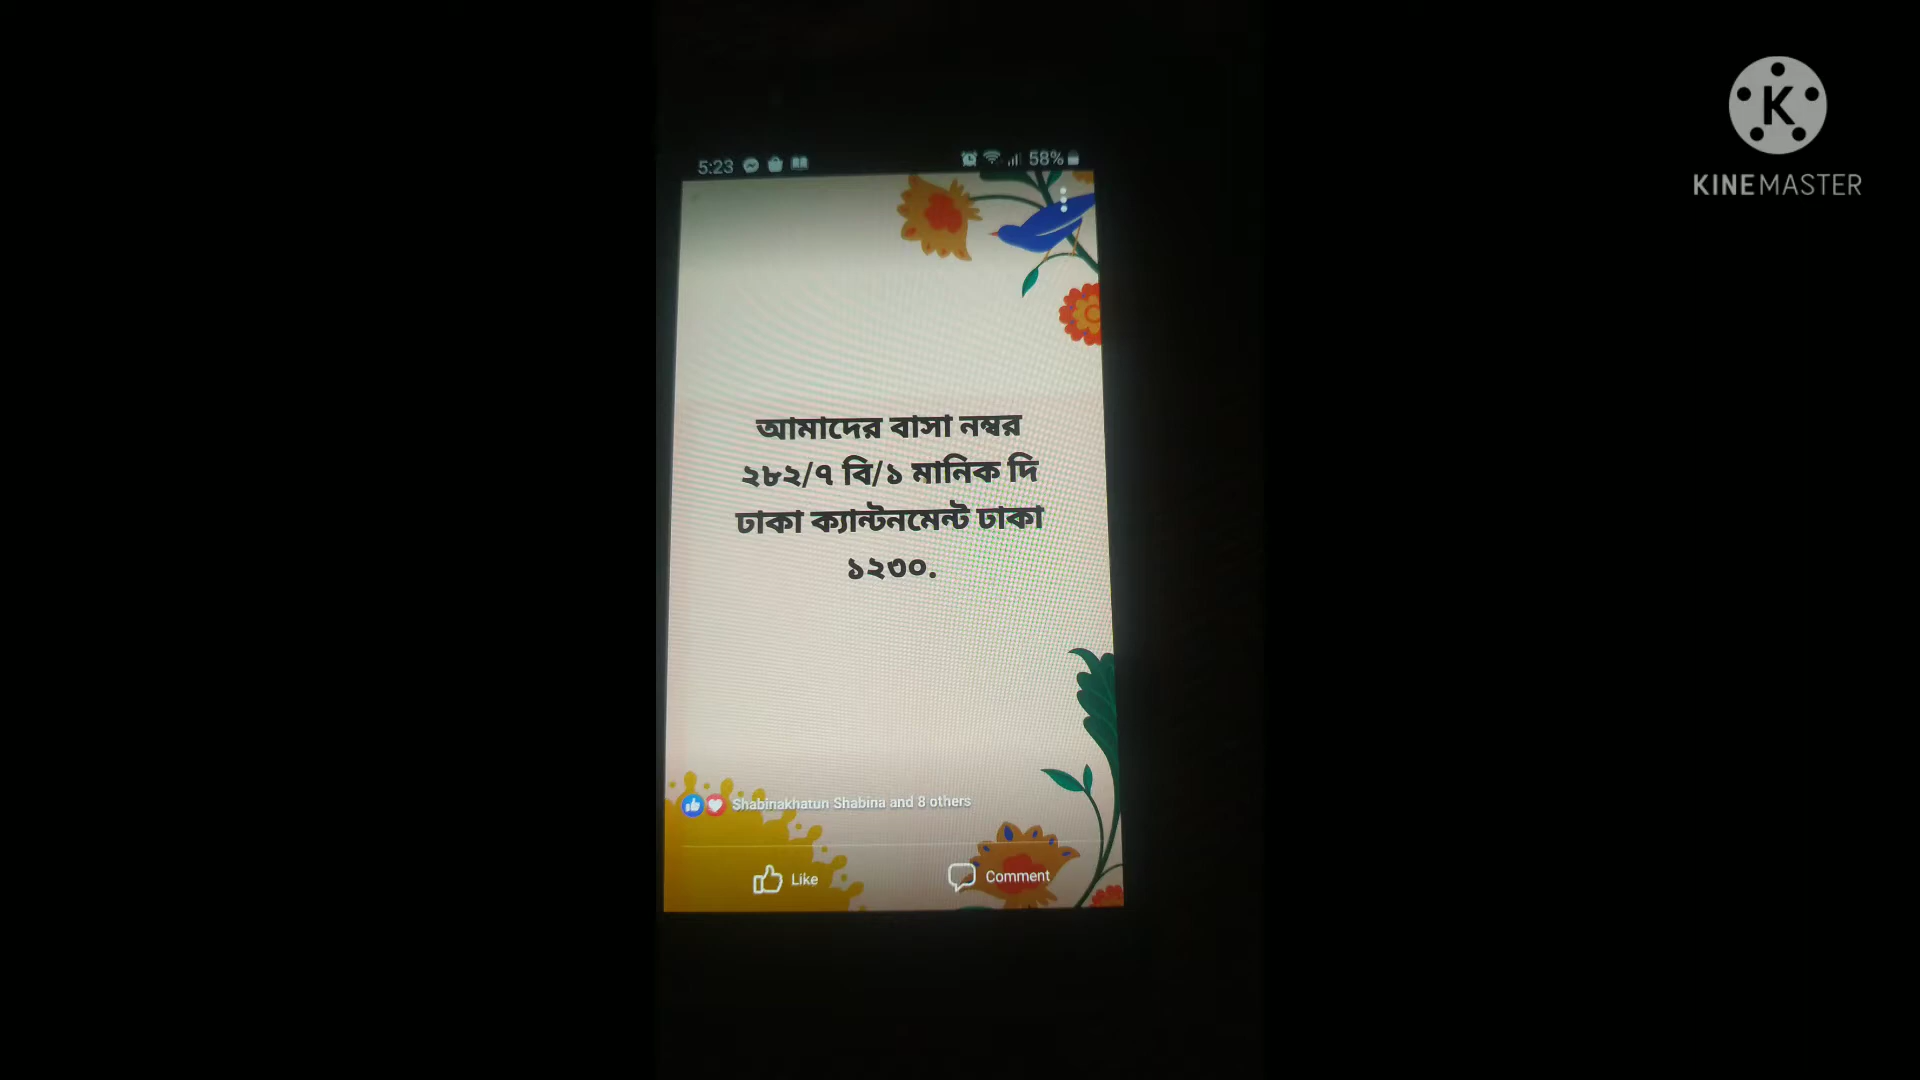 KINEMASTER
5:23
58%
আমাদের বাসা নম্বর
২৮২/৭ বি/১ মানিক দি
ঢাকা ক্যান্টনমেন্ট ঢাকা
১২৩০.
Shabinakhatun Shabina and 8 others
Like
Comment